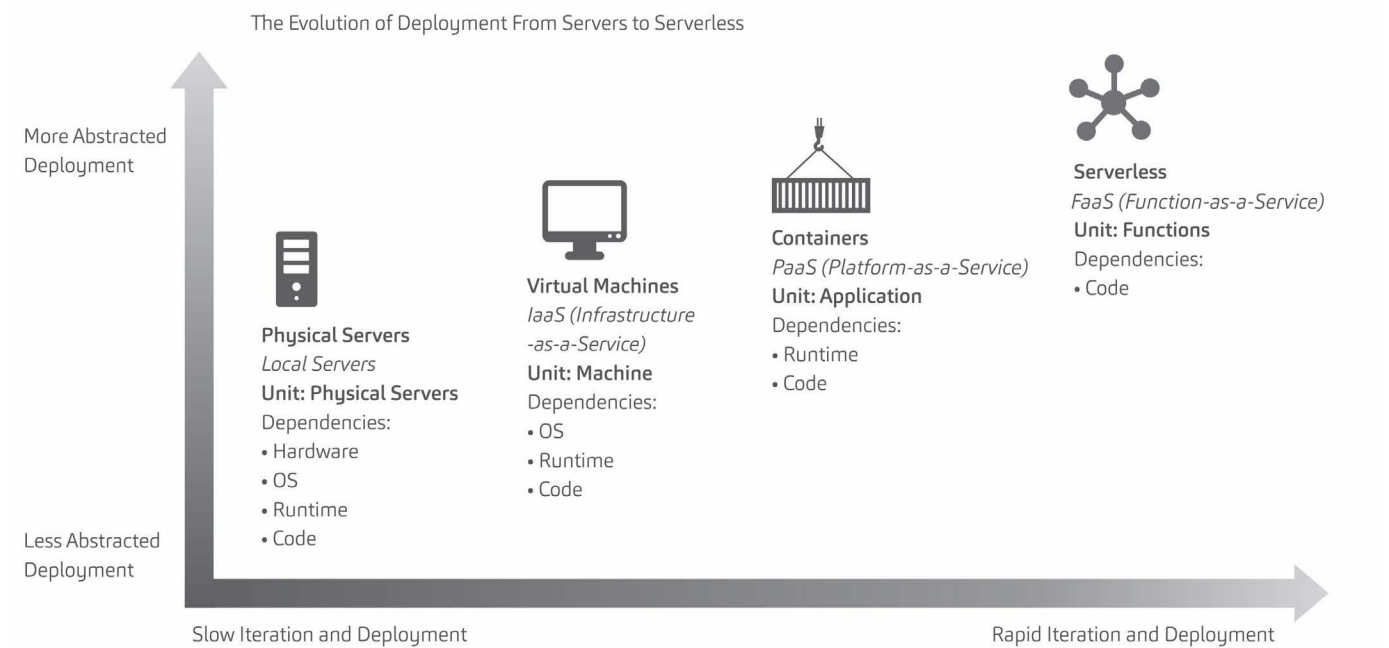 The Evolution of Deployment From Servers to Serverless
More Abstracted
Deployment
Less Abstracted
Deployment
Physical Servers
Local Servers
Unit: Physical Servers
Dependencies:
• Hardware
• OS
• Runtime
• Code
Virtual Machines
IaaS (Infrastructure
-as-a-Service)
Unit: Machine
Dependencies:
• OS
• Runtime
• Code
Containers
PaaS (Platform-as-a-Service)
Unit: Application
Dependencies:
• Runtime
• Code
Serverless
FaaS (Function-as-a-Service)
Unit: Functions
Dependencies:
• Code
Slow Iteration and Deployment
Rapid Iteration and Deployment